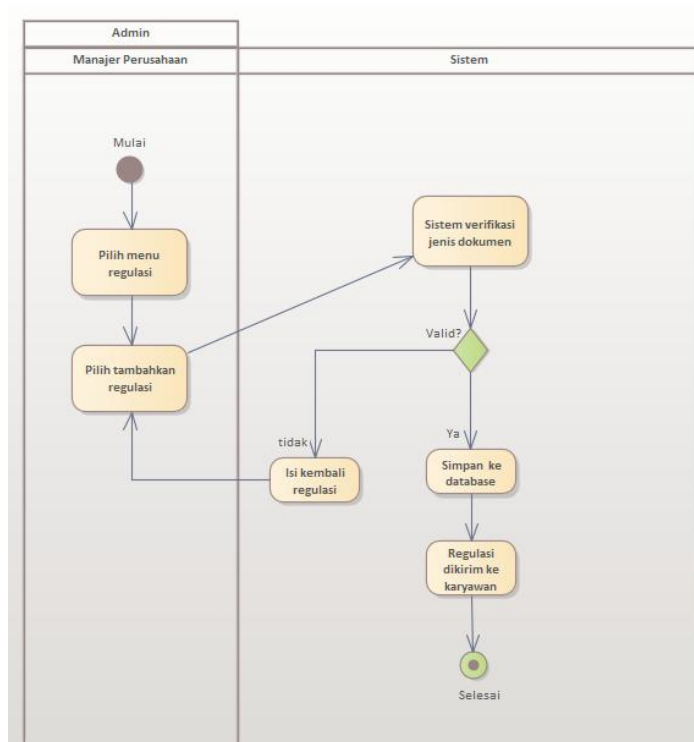 Admin
Manajer Perusahaan
Sistem
Mulai
Pilih menu
regulasi
Pilih tambahkan
regulasi
Sistem verifikasi
jenis dokumen
Valid?
tidak
Isi kembali
regulasi
Ya
Simpan ke
database
Regulasi
dikirim ke
karyawan
Selesai